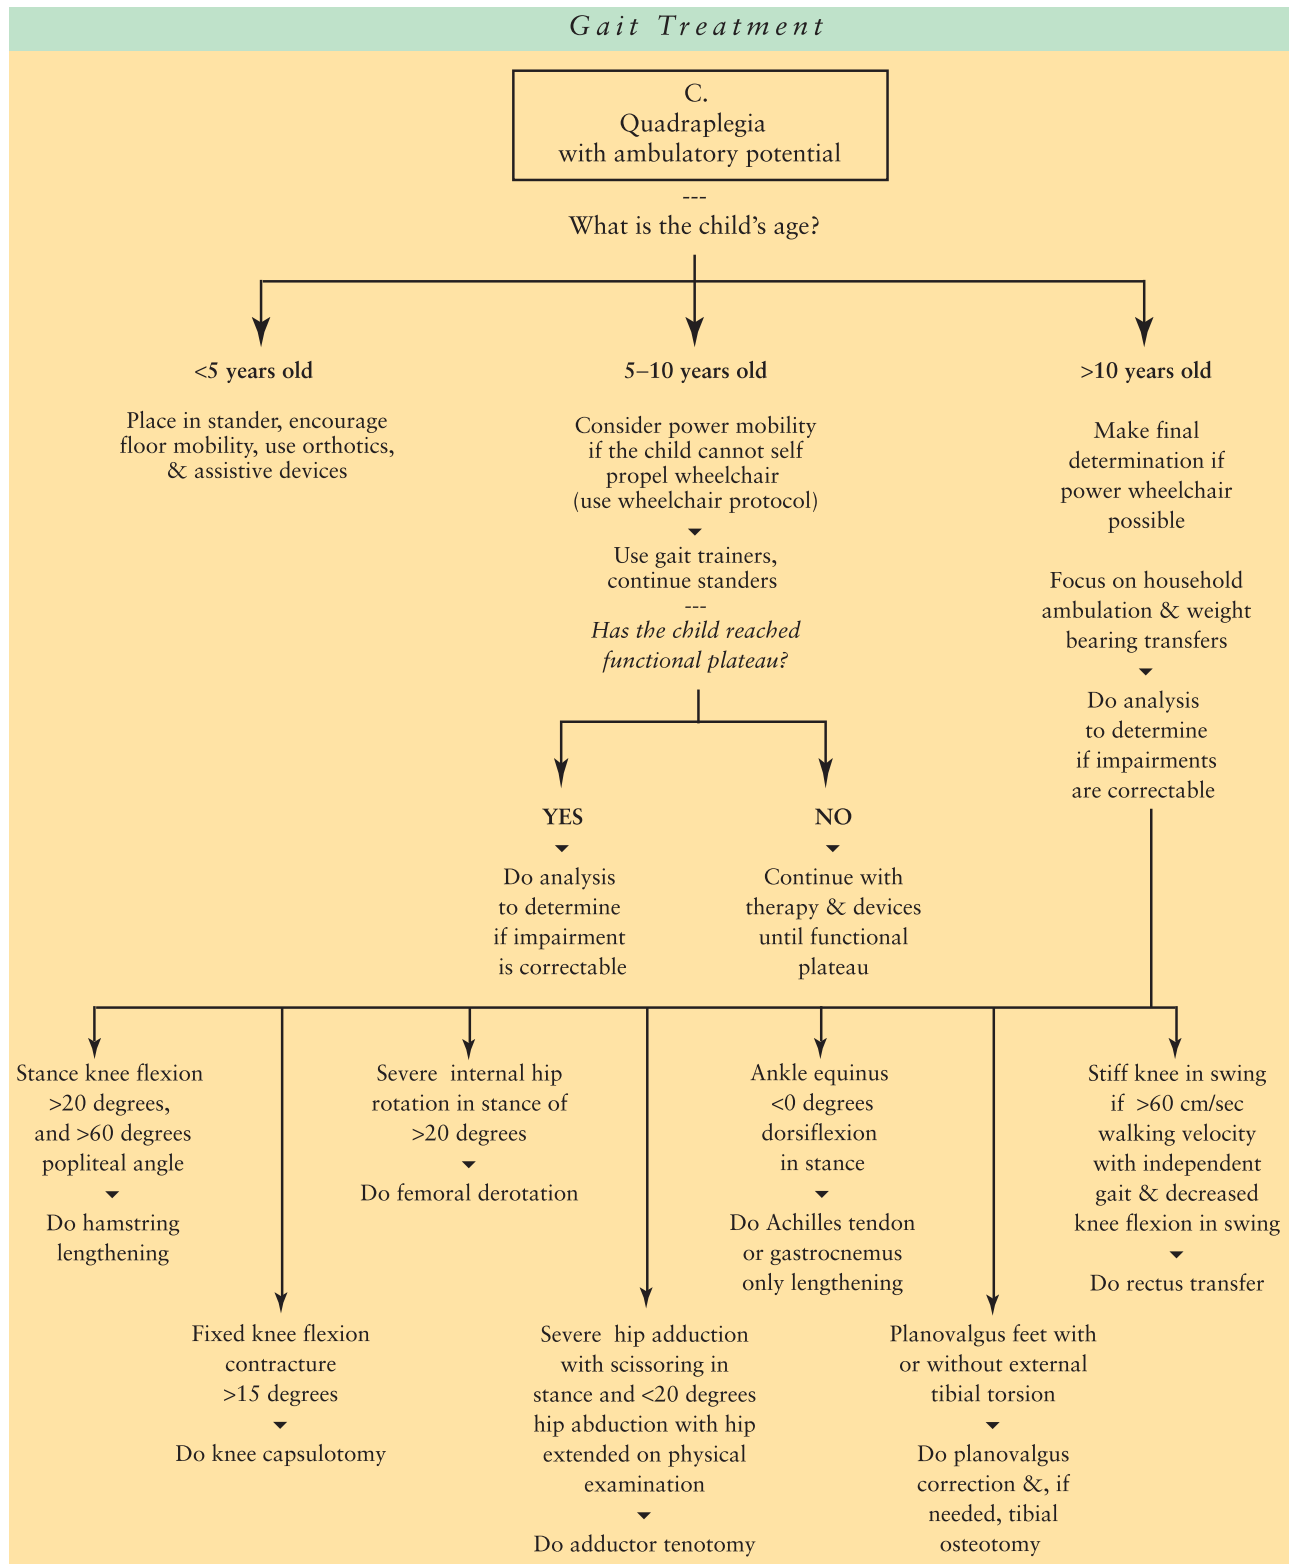 Gait Treatment
C.
Quadraplegia
with ambulatory potential
---
What is the child's age?
<5 years old
Place in stander, encourage
floor mobility, use orthotics,
& assistive devices
5–10 years old
Consider power mobility
if the child cannot self
propel wheelchair
(use wheelchair protocol)
Use gait trainers,
continue standers
---
Has the child reached
functional plateau?
YES
Do analysis
to determine
if impairment
is correctable
NO
Continue with
therapy & devices
until functional
plateau
>10 years old
Make final
determination if
power wheelchair
possible
Focus on household
ambulation & weight
bearing transfers
Do analysis
to determine
if impairments
are correctable
Stance knee flexion
>20 degrees,
and >60 degrees
popliteal angle
Do hamstring
lengthening
Fixed knee flexion
contracture
>15 degrees
Do knee capsulotomy
Severe internal hip
rotation in stance of
>20 degrees
Do femoral derotation
Severe hip adduction
with scissoring in
stance and <20 degrees
hip abduction with hip
extended on physical
examination
Do adductor tenotomy
Ankle equinus
<0 degrees
dorsiflexion
in stance
Do Achilles tendon
or gastrocnemus
only lengthening
Planovalgus feet with
or without external
tibial torsion
Do planovalgus
correction &, if
needed, tibial
osteotomy
Stiff knee in swing
if >60 cm/sec
walking velocity
with independent
gait & decreased
knee flexion in swing
Do rectus transfer